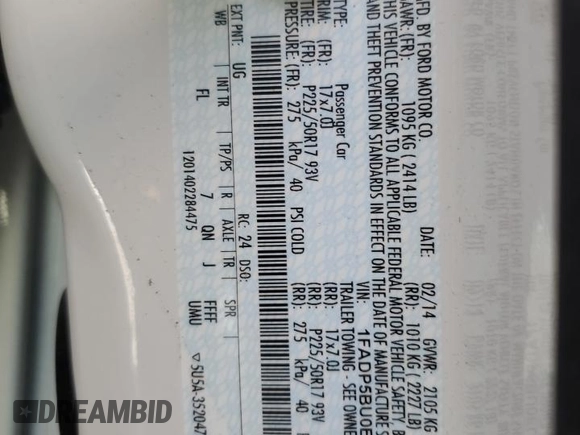 MFD. BY FORD MOTOR CO.
DATE: 02/14 GVWR: 2105 KG
GAWR: (FR): 1095 KG ( 2414 LB) (RR): 1010 KG ( 2227 LB)
THIS VEHICLE CONFORMS TO ALL APPLICABLE FEDERAL MOTOR VEHICLE SAFETY, B
AND THEFT PREVENTION STANDARDS IN EFFECT ON THE DATE OF MANUFACTURE S
VIN: 1FADP5BU0E
TYPE: Passenger Car TRAILER TOWING - SEE OWNE
RIM: (FR): 17x7.0J (RR): 17x7.0J
TIRE: (FR): P225/50R17 93V (RR): P225/50R17 93V
PRESSURE: (FR): 275 kPa/ 40 PSI COLD (RR): 275 kPa/ 40
EXT PNT: UG RC: 24 DSO:
WB INT TR TP/PS R AXLE TR SPR
FL 7 QN J FFFF UMU
1201402284475 ▽5U5A-352047
DREAMBID